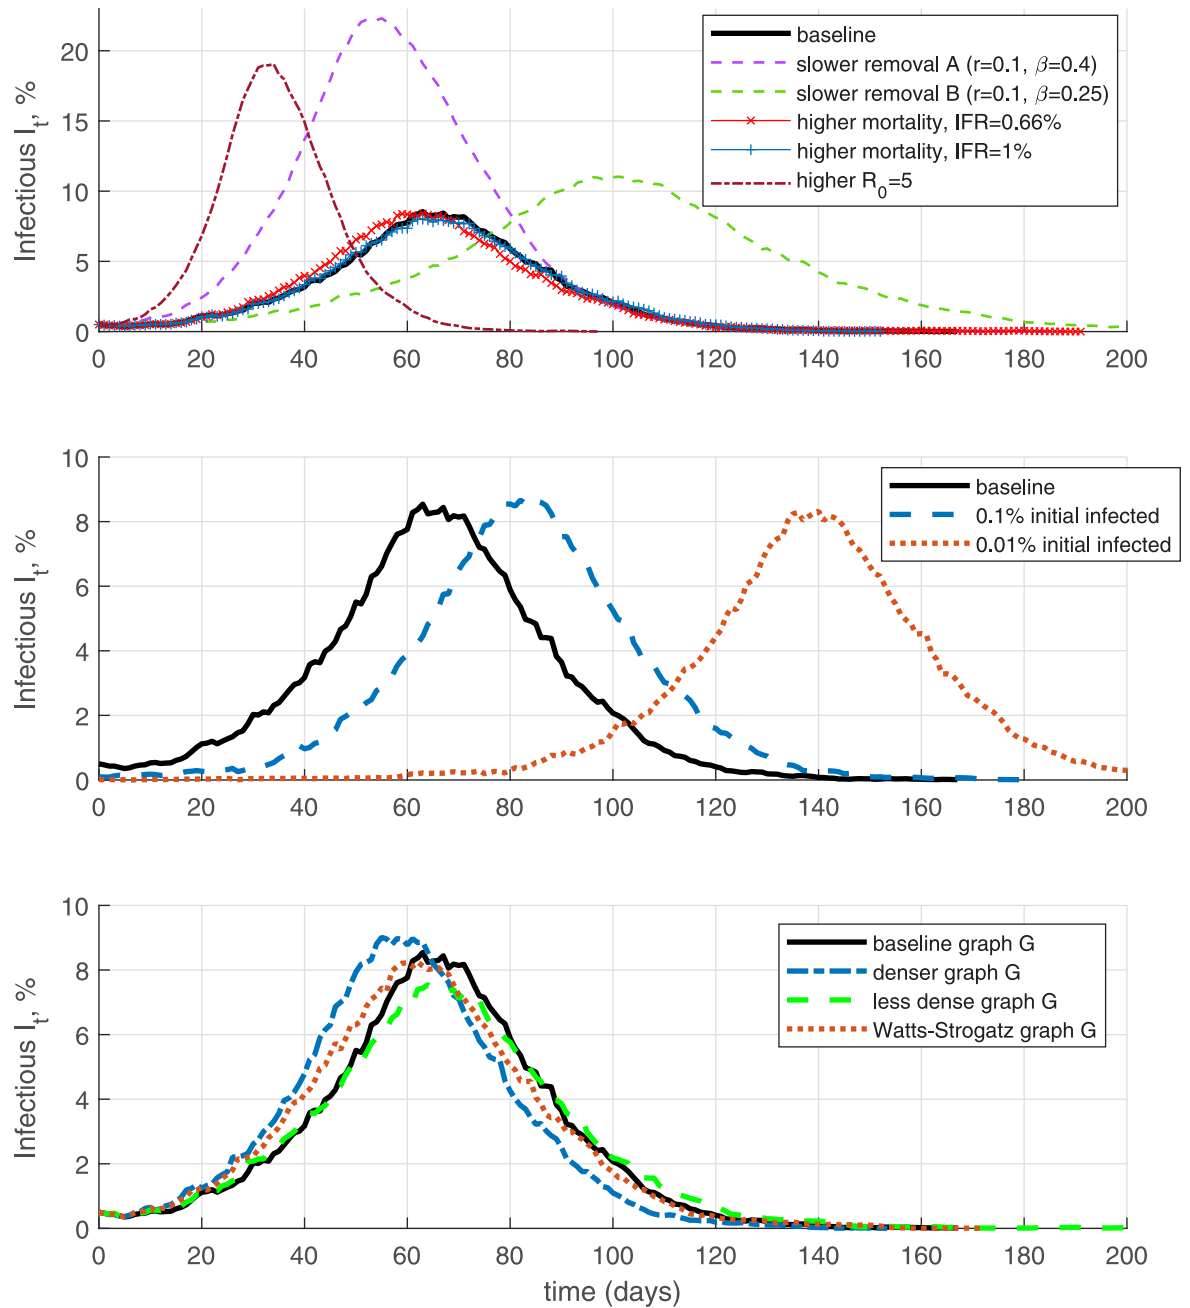 Infectious I_t, %
20
15
10
5
0
0 20 40 60 80 100 120 140 160 180 200
baseline
slower removal A (r=0.1, β=0.4)
slower removal B (r=0.1, β=0.25)
higher mortality, IFR=0.66%
higher mortality, IFR=1%
higher R_0=5
Infectious I_t, %
10
8
6
4
2
0
0 20 40 60 80 100 120 140 160 180 200
baseline
0.1% initial infected
0.01% initial infected
Infectious I_t, %
10
8
6
4
2
0
0 20 40 60 80 100 120 140 160 180 200
baseline graph G
denser graph G
less dense graph G
Watts-Strogatz graph G
time (days)